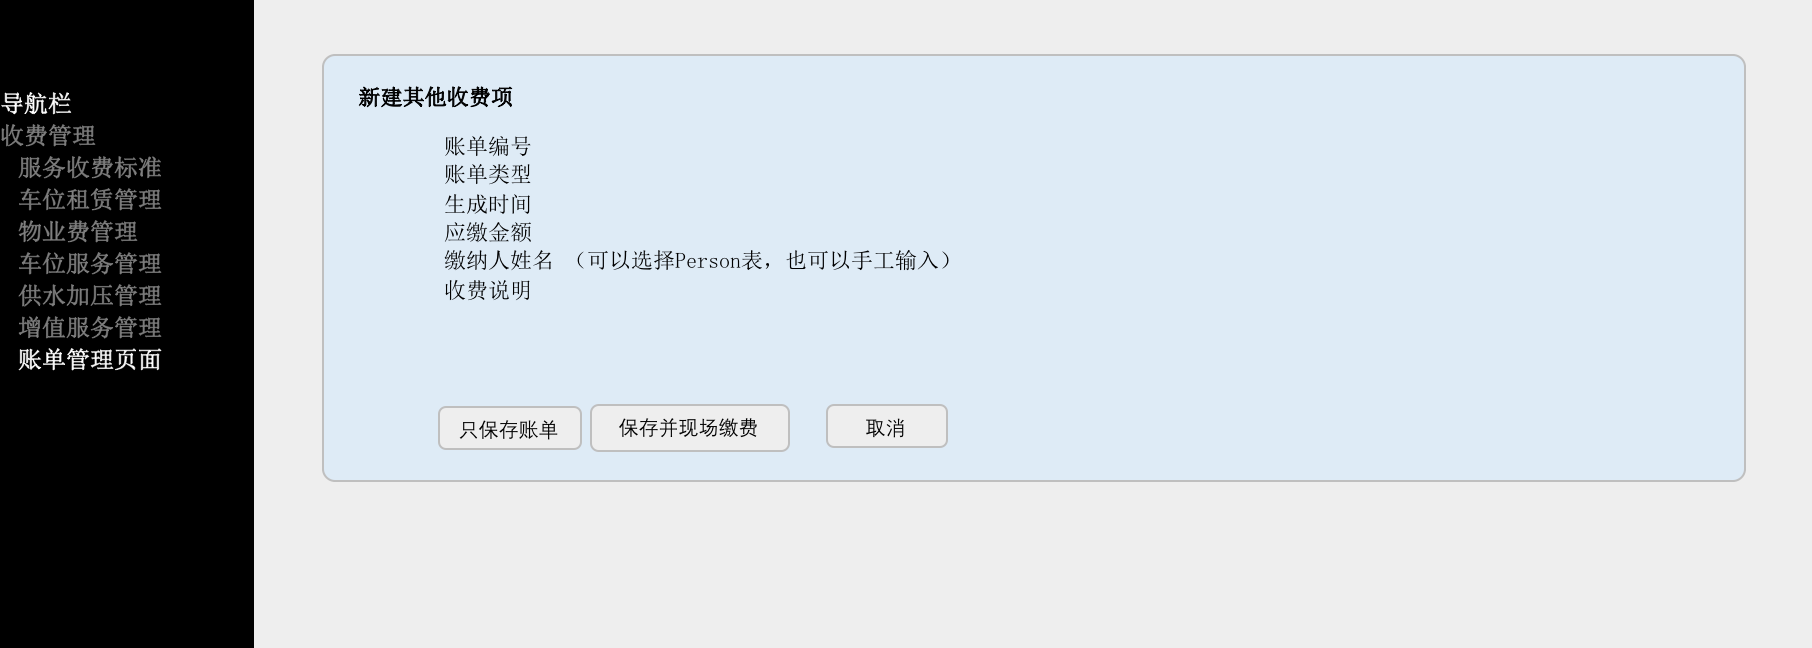 导航栏
收费管理
服务收费标准
车位租赁管理
物业费管理
车位服务管理
供水加压管理
增值服务管理
账单管理页面
新建其他收费项
账单编号
账单类型
生成时间
应缴金额
缴纳人姓名 （可以选择Person表，也可以手工输入）
收费说明
只保存账单
保存并现场缴费
取消